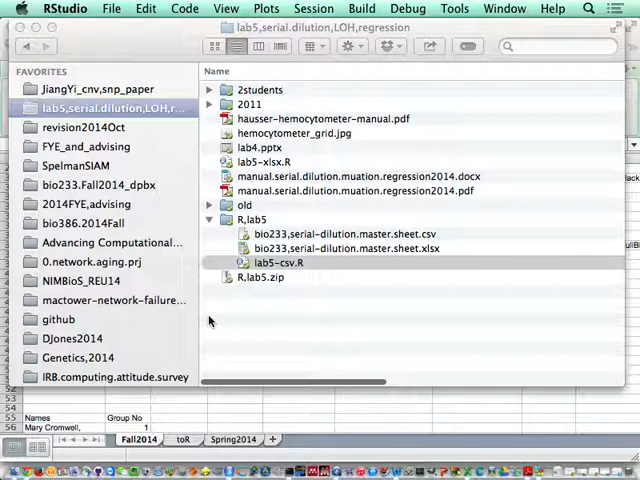 RStudio File Edit Code View Plots Session Build Debug Tools Window Help
lab5,serial.dilution,LOH,regression
FAVORITES
Name
JiangYi_cnv,snp_paper
lab5,serial.dilution,LOH,r...
revision2014Oct
FYE_and_advising
SpelmanSIAM
bio233.Fall2014_dpbx
2014FYE,advising
bio386.2014Fall
Advancing Computational...
0.network.aging.prj
NIMBioS_REU14
mactower-network-failure...
github
DJones2014
Genetics,2014
IRB.computing.attitude.survey
2students
2011
hausser-hemocytometer-manual.pdf
hemocytometer_grid.jpg
lab4.pptx
lab5-xlsx.R
manual.serial.dilution.muation.regression2014.docx
manual.serial.dilution.muation.regression2014.pdf
old
R,lab5
bio233,serial-dilution.master.sheet.csv
bio233,serial-dilution.master.sheet.xlsx
lab5-csv.R
R,lab5.zip
53
54
55 Names Group No
56 Mary Cromwell, 1
Fall2014 toR Spring2014